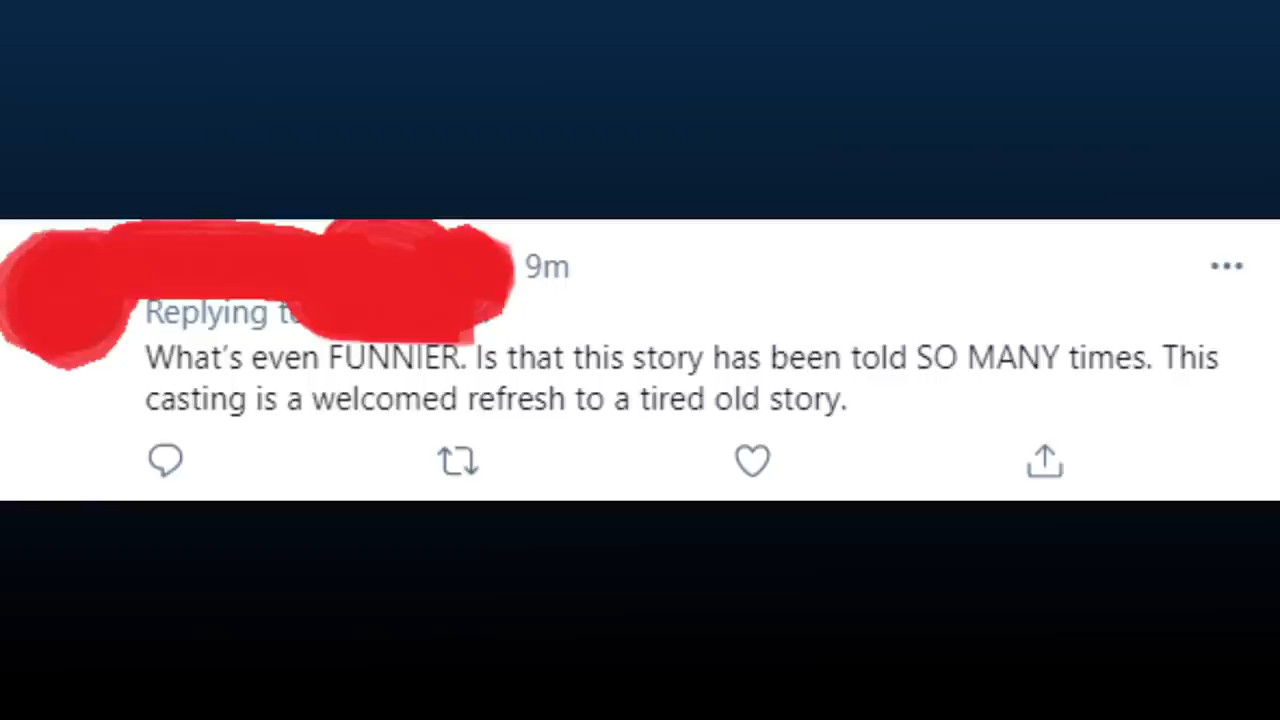 9m
Replying to
What's even FUNNIER. Is that this story has been told SO MANY times. This
casting is a welcomed refresh to a tired old story.